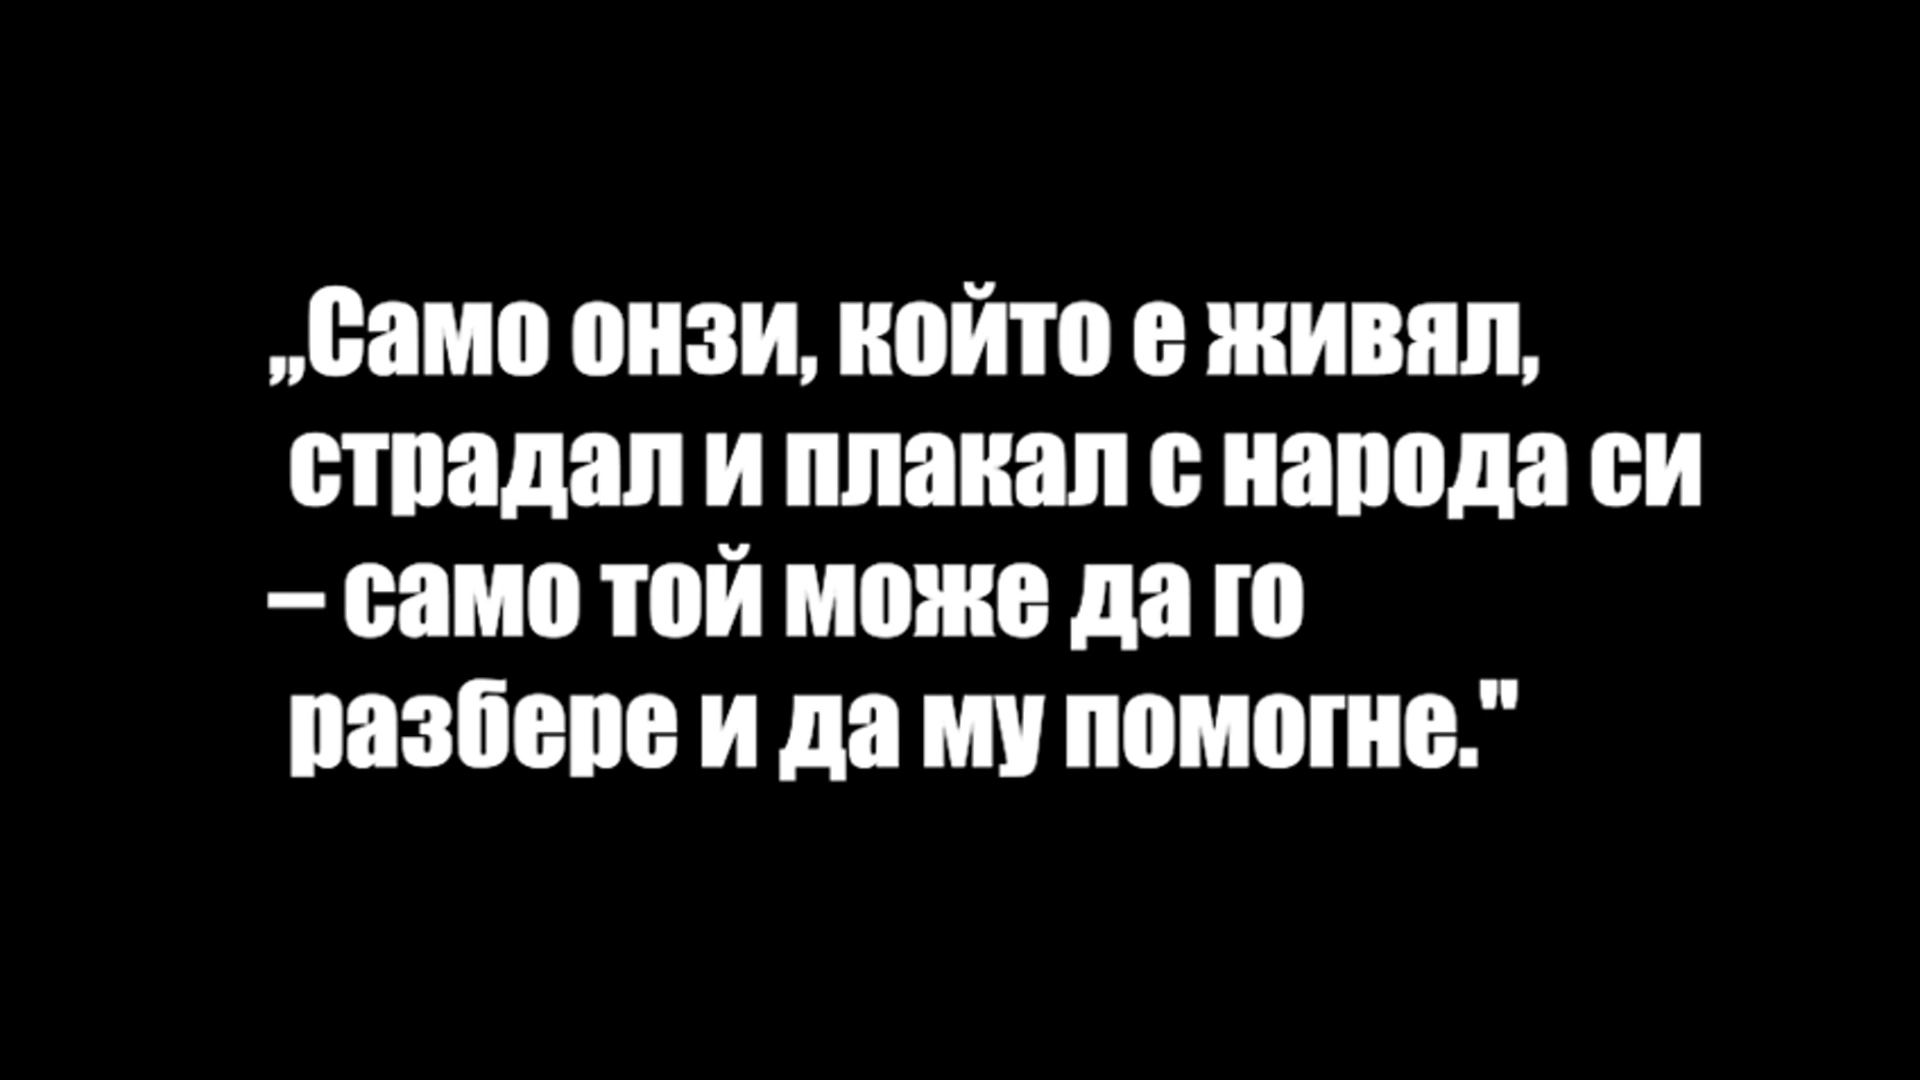 „Само онзи, който е живял,
страдал и плакал с народа си
– само той може да го
разбере и да му помогне."